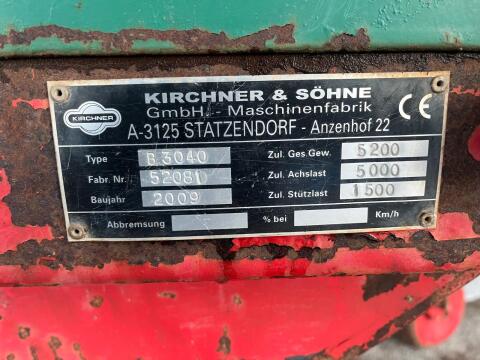 KIRCHNER & SÖHNE
GmbH. - Maschinenfabrik
CE
KIRCHNER
A-3125 STATZENDORF - Anzenhof 22
Type B 3040 Zul. Ges.Gew. 5200
Fabr. Nr. 52081 Zul. Achslast 5000
Baujahr 2009 Zul. Stützlast 1500
Abbremsung % bei Km/h